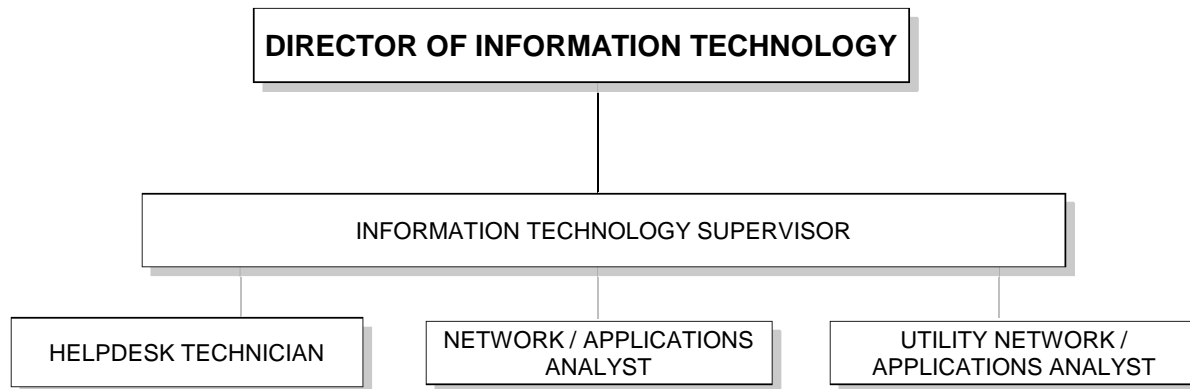 DIRECTOR OF INFORMATION TECHNOLOGY
INFORMATION TECHNOLOGY SUPERVISOR
HELPDESK TECHNICIAN
NETWORK / APPLICATIONS
ANALYST
UTILITY NETWORK /
APPLICATIONS ANALYST